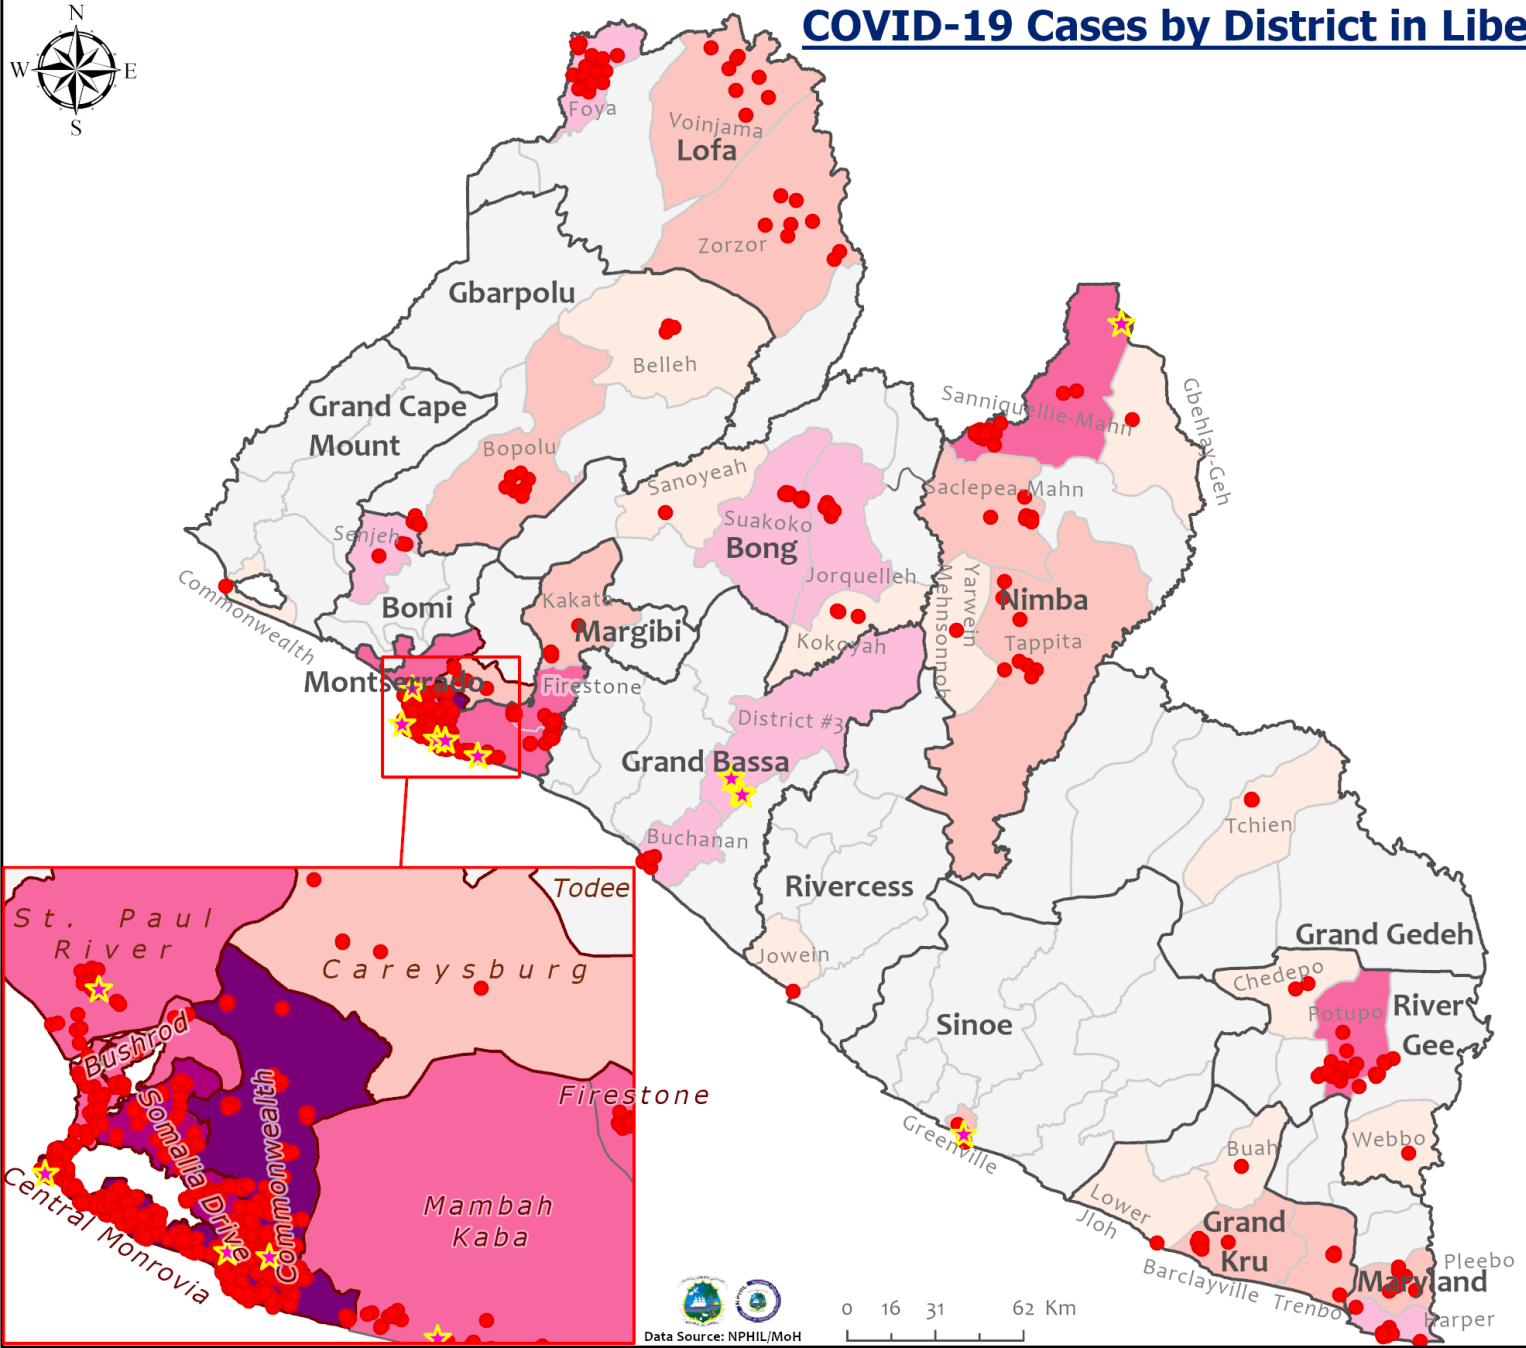 COVID-19 Cases by District in Libe
N
W
E
S
Foya
Voinjama
Lofa
Zorzor
Gbarpolu
Belleh
Grand Cape
Mount
Sanniquellie-Mahn
Gbehlay-Geh
Bopolu
Sanoyeah
Saclepea-Mahn
Suakoko
Bong
Senjeh
Jorquelleh
Commonwealth
Bomi
Kakata
Margibi
Nimba
Yarwein
Mehnsonnoh
Tappita
Kokoyah
Montserrado
Firestone
District #3
Grand Bassa
Buchanan
Tchien
Rivercess
Jowein
Grand Gedeh
Chedepo
Potupo
River
Gee
Sinoe
Greenville
Buah
Webbo
Lower
Jloh
Grand
Kru
Barclayville
Trenbo
Pleebo
Maryland
Harper
Todee
St. Paul
River
Careysburg
Bushrod
Somalia Drive
Commonwealth
Firestone
Central Monrovia
Mambah
Kaba
Data Source: NPHIL/MoH
0 16 31 62 Km